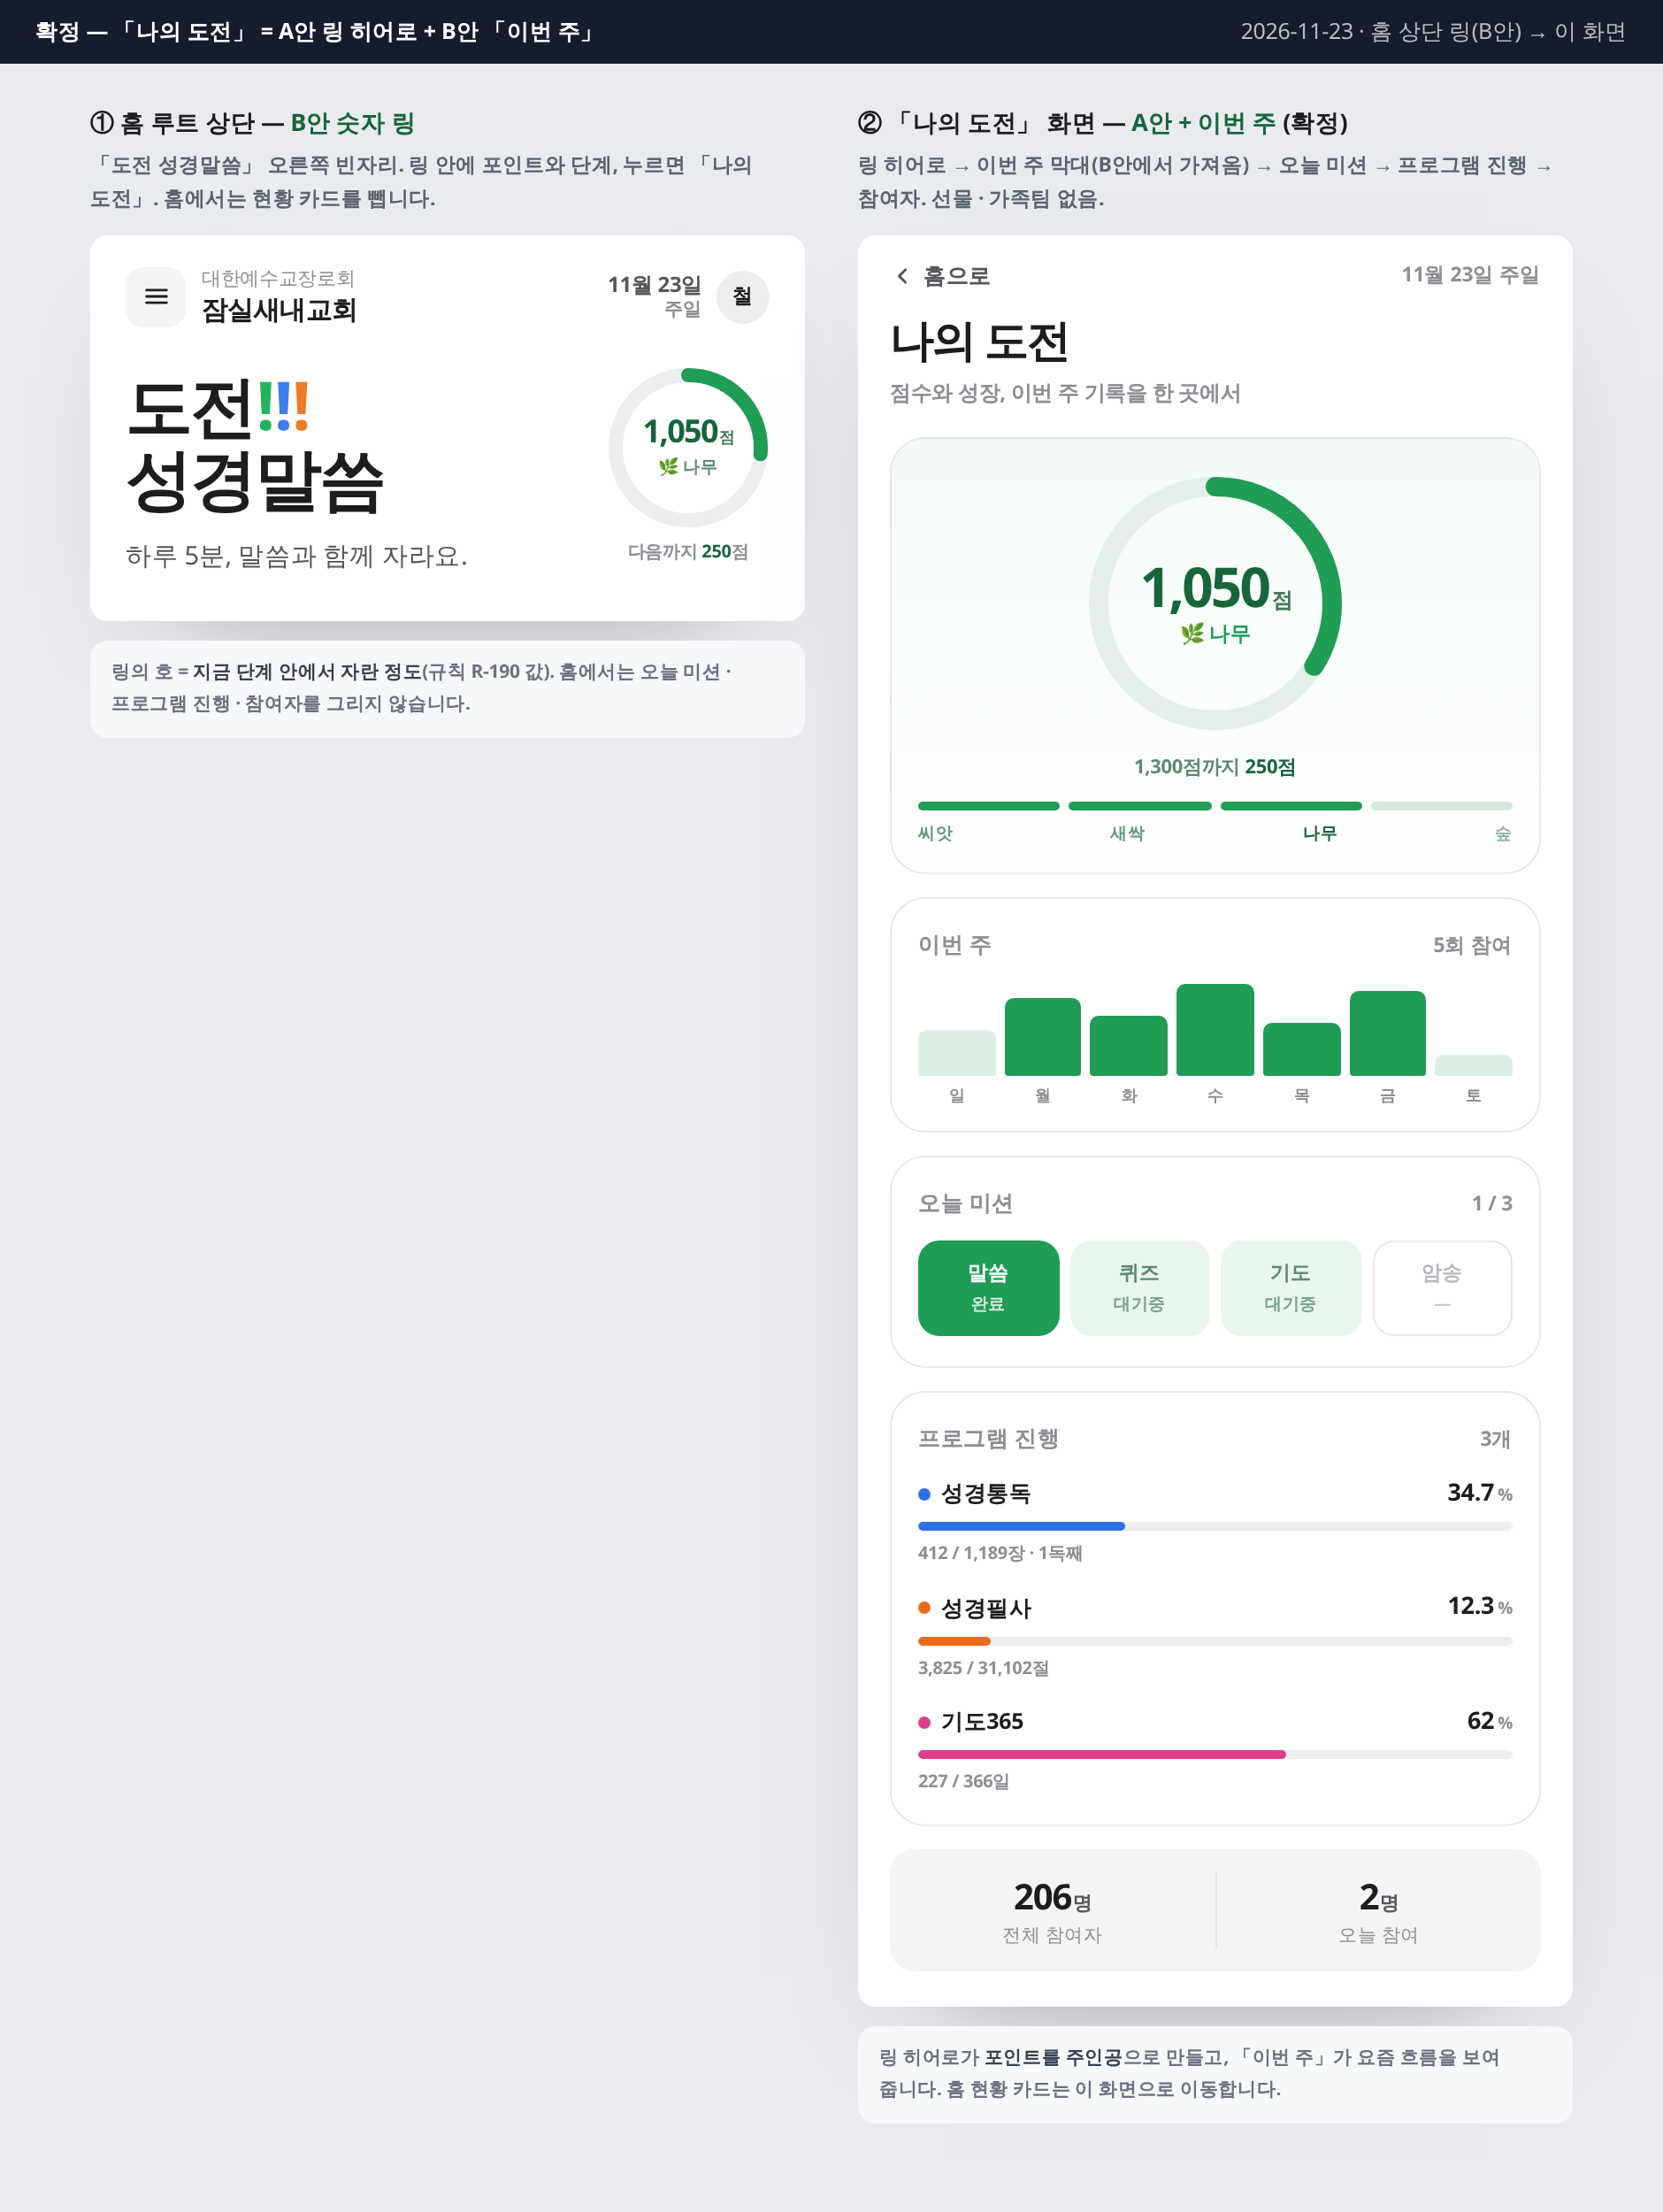 확정 — 「나의 도전」 = A안 링 히어로 + B안 「이번 주」
2026-11-23 · 홈 상단 링(B안) → 이 화면
① 홈 루트 상단 — B안 숫자 링
「도전 성경말씀」 오른쪽 빈자리. 링 안에 포인트와 단계, 누르면 「나의
도전」. 홈에서는 현황 카드를 뺍니다.
대한예수교장로회
잠실새내교회
11월 23일
주일
철
도전!!!
성경말씀
하루 5분, 말씀과 함께 자라요.
1,050점
🌿 나무
다음까지 250점
링의 호 = 지금 단계 안에서 자란 정도(규칙 R-190 값). 홈에서는 오늘 미션 ·
프로그램 진행 · 참여자를 그리지 않습니다.
② 「나의 도전」 화면 — A안 + 이번 주 (확정)
링 히어로 → 이번 주 막대(B안에서 가져옴) → 오늘 미션 → 프로그램 진행 →
참여자. 선물 · 가족팀 없음.
홈으로
11월 23일 주일
나의 도전
점수와 성장, 이번 주 기록을 한 곳에서
1,050점
🌿 나무
1,300점까지 250점
씨앗 새싹 나무 숲
이번 주
5회 참여
일 월 화 수 목 금 토
오늘 미션
1 / 3
말씀 퀴즈 기도 암송
완료 대기중 대기중 —
프로그램 진행
3개
성경통독
34.7 %
412 / 1,189장 · 1독째
성경필사
12.3 %
3,825 / 31,102절
기도365
62 %
227 / 366일
206명
전체 참여자
2명
오늘 참여
링 히어로가 포인트를 주인공으로 만들고, 「이번 주」가 요즘 흐름을 보여
줍니다. 홈 현황 카드는 이 화면으로 이동합니다.